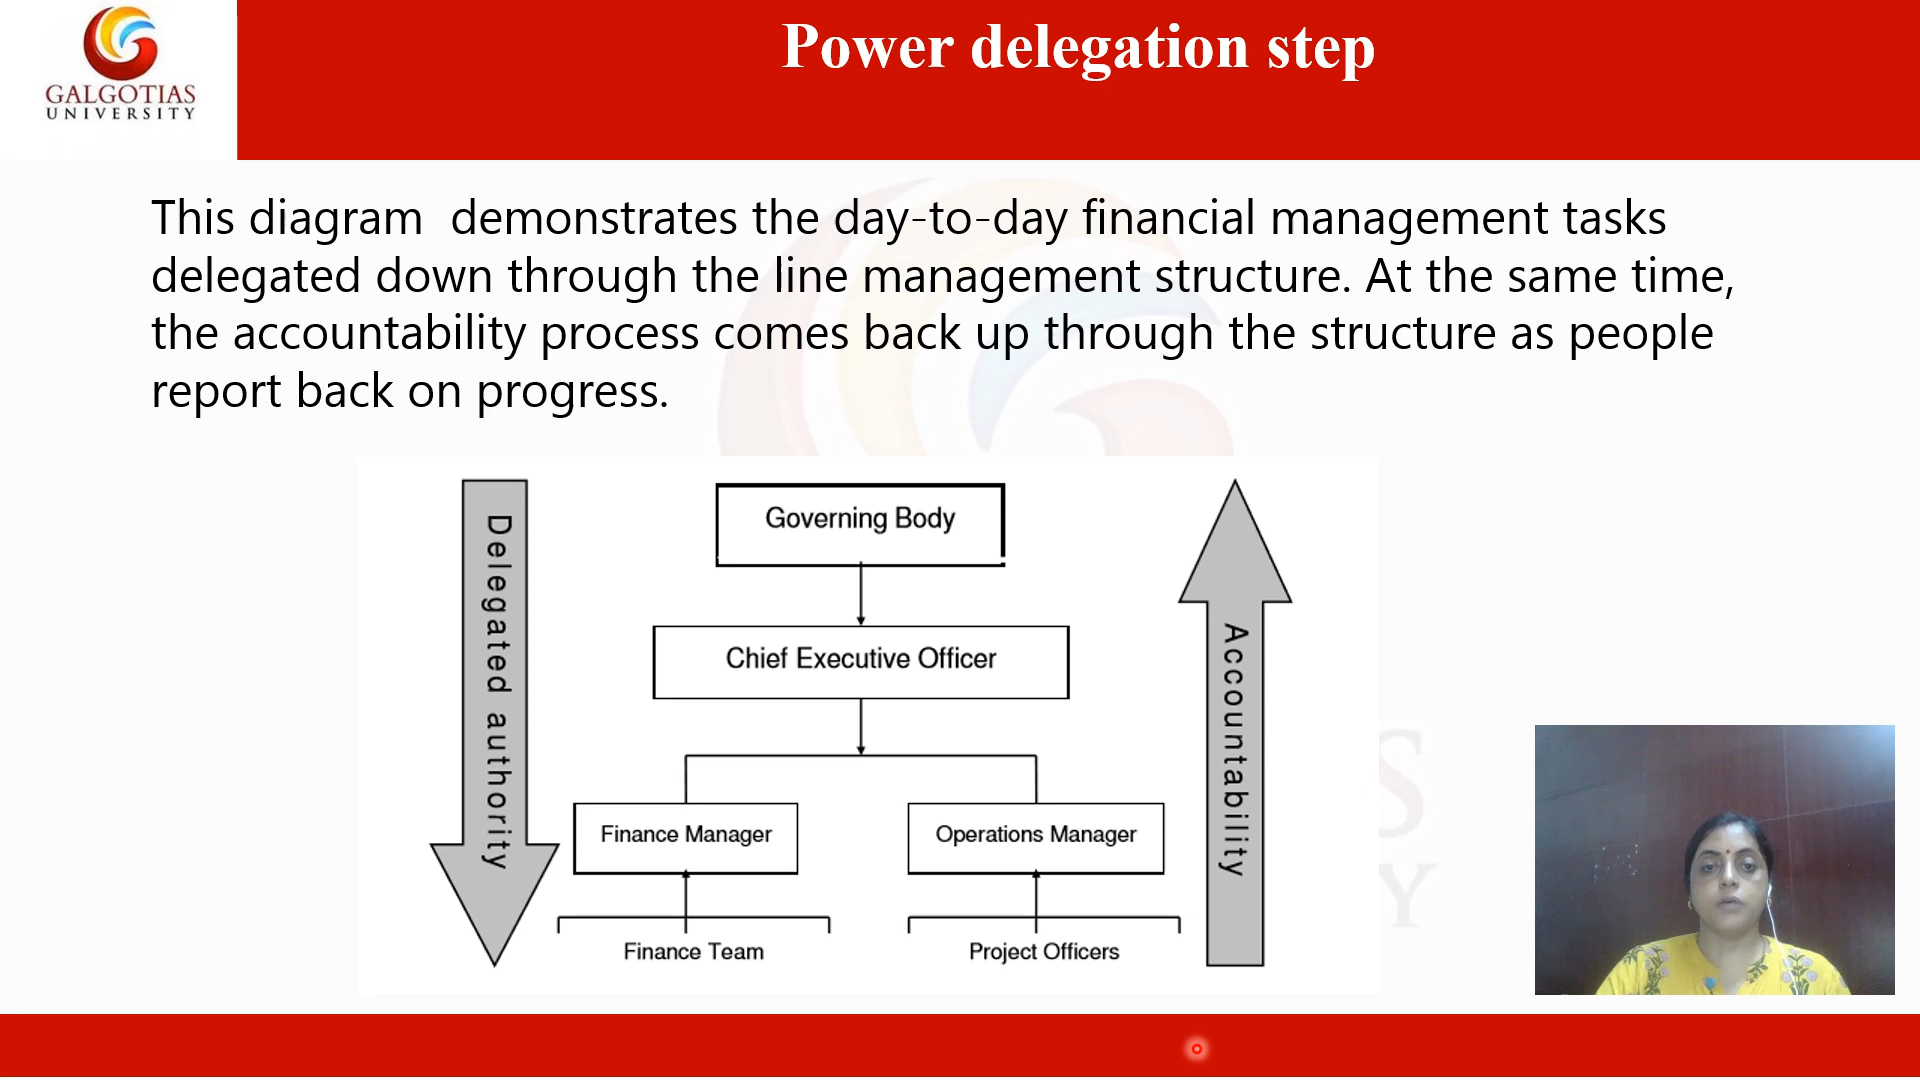 GALGOTIAS
UNIVERSITY
Power delegation step
This diagram  demonstrates the day-to-day financial management tasks
delegated down through the line management structure. At the same time,
the accountability process comes back up through the structure as people
report back on progress.
Delegated authority
Governing Body
Chief Executive Officer
Finance Manager
Operations Manager
Finance Team
Project Officers
Accountability
S
Y